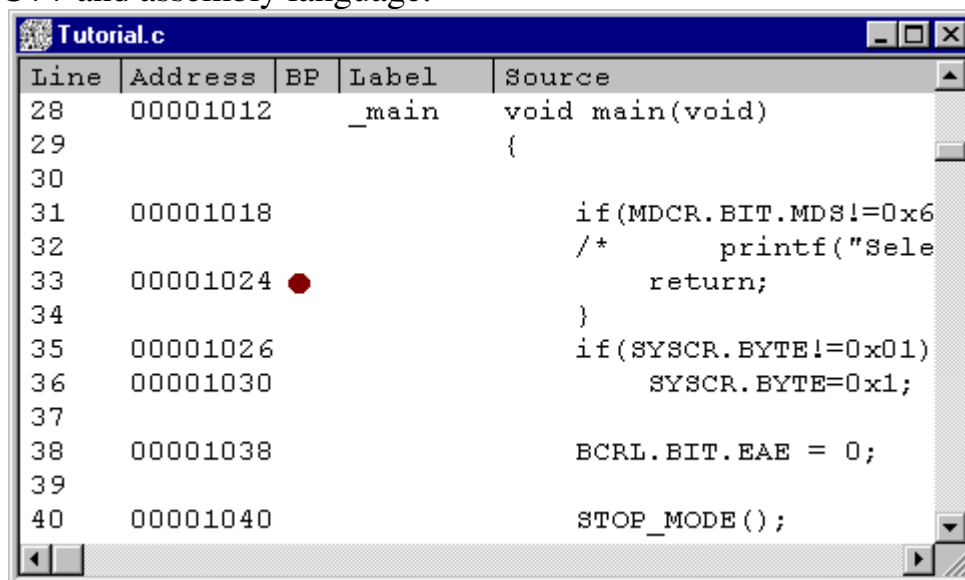 C++ and assembly language.
Tutorial.c
Line Address BP Label Source
28 00001012 _main void main(void)
29 {
30
31 00001018 if(MDCR.BIT.MDS!=0x6
32 /* printf("Sele
33 00001024 return;
34 }
35 00001026 if(SYSCR.BYTE!=0x01)
36 00001030 SYSCR.BYTE=0x1;
37
38 00001038 BCRL.BIT.EAE = 0;
39
40 00001040 STOP_MODE();